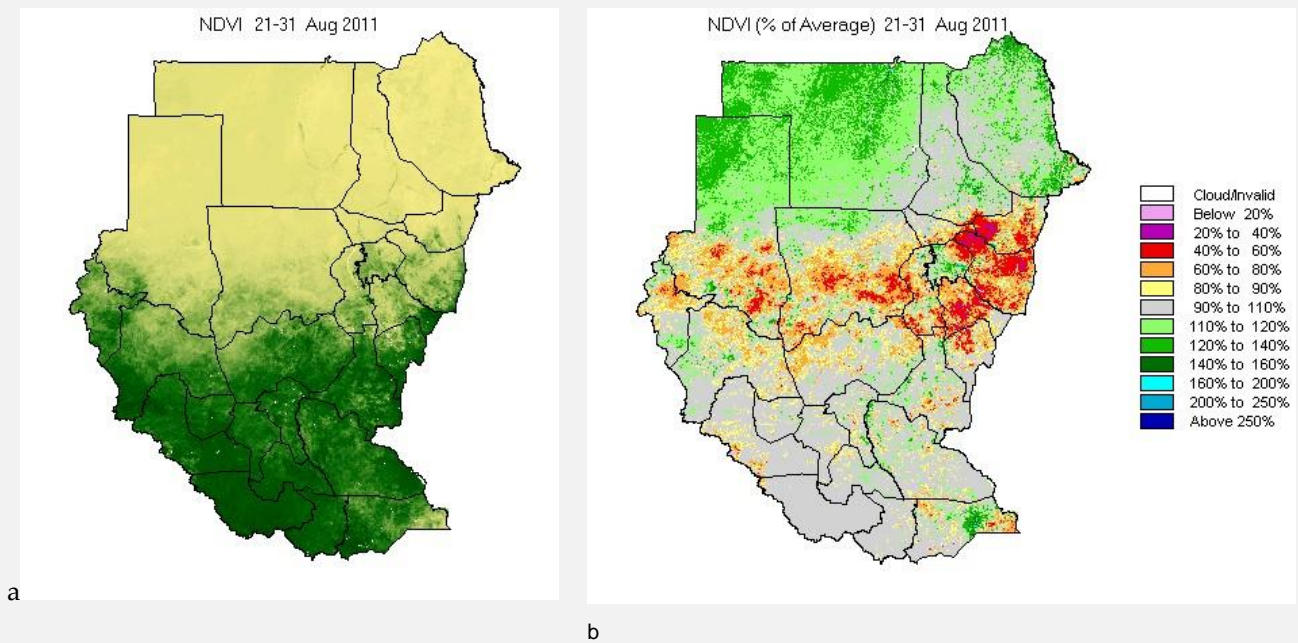 NDVI 21-31 Aug 2011
NDVI (% of Average) 21-31 Aug 2011
Cloud/Invalid
Below 20%
20% to 40%
40% to 60%
60% to 80%
80% to 90%
90% to 110%
110% to 120%
120% to 140%
140% to 160%
160% to 200%
200% to 250%
Above 250%
a
b